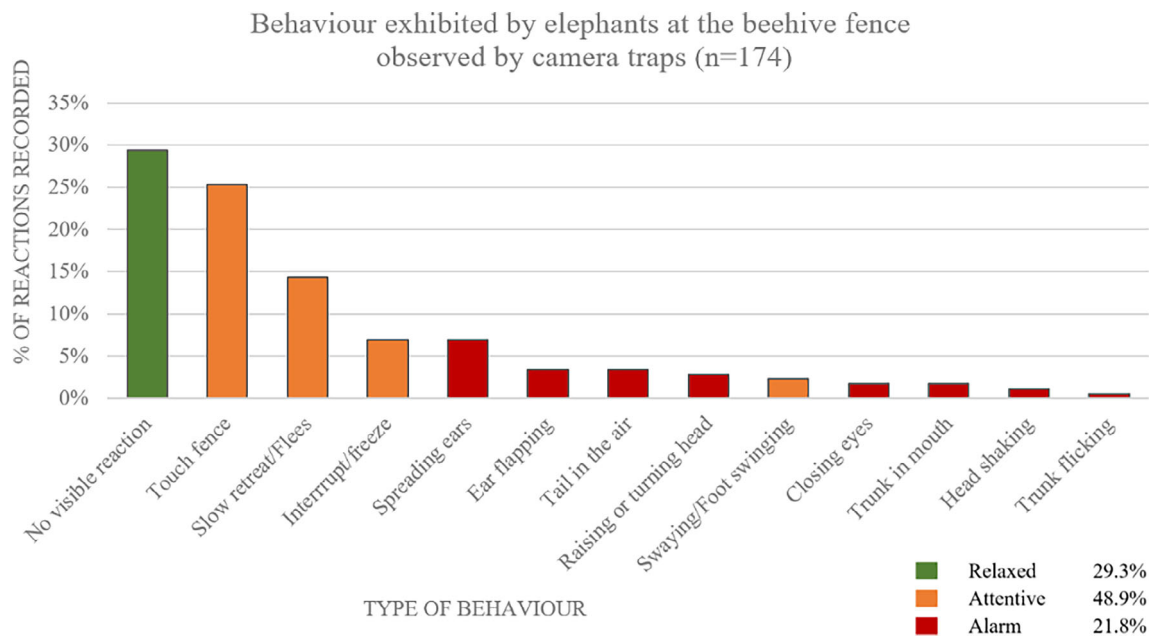 Behaviour exhibited by elephants at the beehive fence
observed by camera traps (n=174)
% OF REACTIONS RECORDED
35%
30%
25%
20%
15%
10%
5%
0%
No visible reaction
Touch fence
Slow retreat/Flees
Interrrupt/freeze
Spreading ears
Ear flapping
Tail in the air
Raising or turning head
Swaying/Foot swinging
Closing eyes
Trunk in mouth
Head shaking
Trunk flicking
TYPE OF BEHAVIOUR
Relaxed 29.3%
Attentive 48.9%
Alarm 21.8%